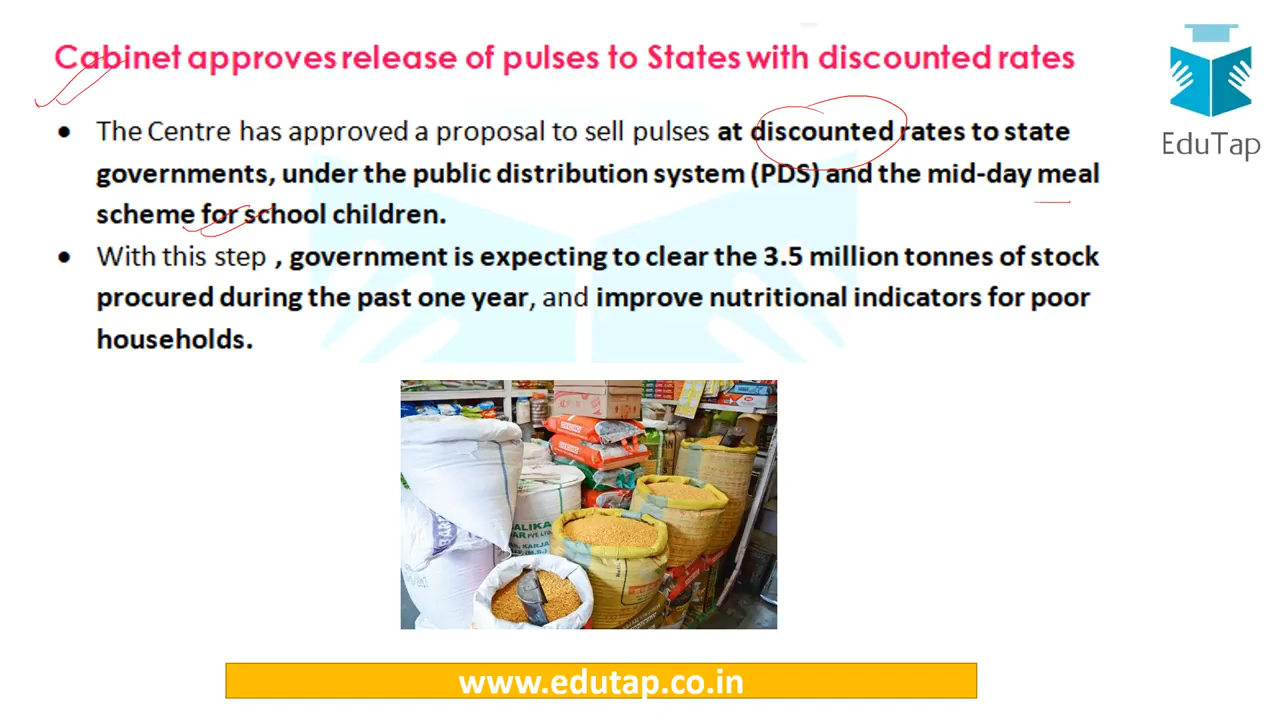 Cabinet approves release of pulses to States with discounted rates
EduTap
• The Centre has approved a proposal to sell pulses at discounted rates to state
governments, under the public distribution system (PDS) and the mid-day meal
scheme for school children.
• With this step , government is expecting to clear the 3.5 million tonnes of stock
procured during the past one year, and improve nutritional indicators for poor
households.
www.edutap.co.in